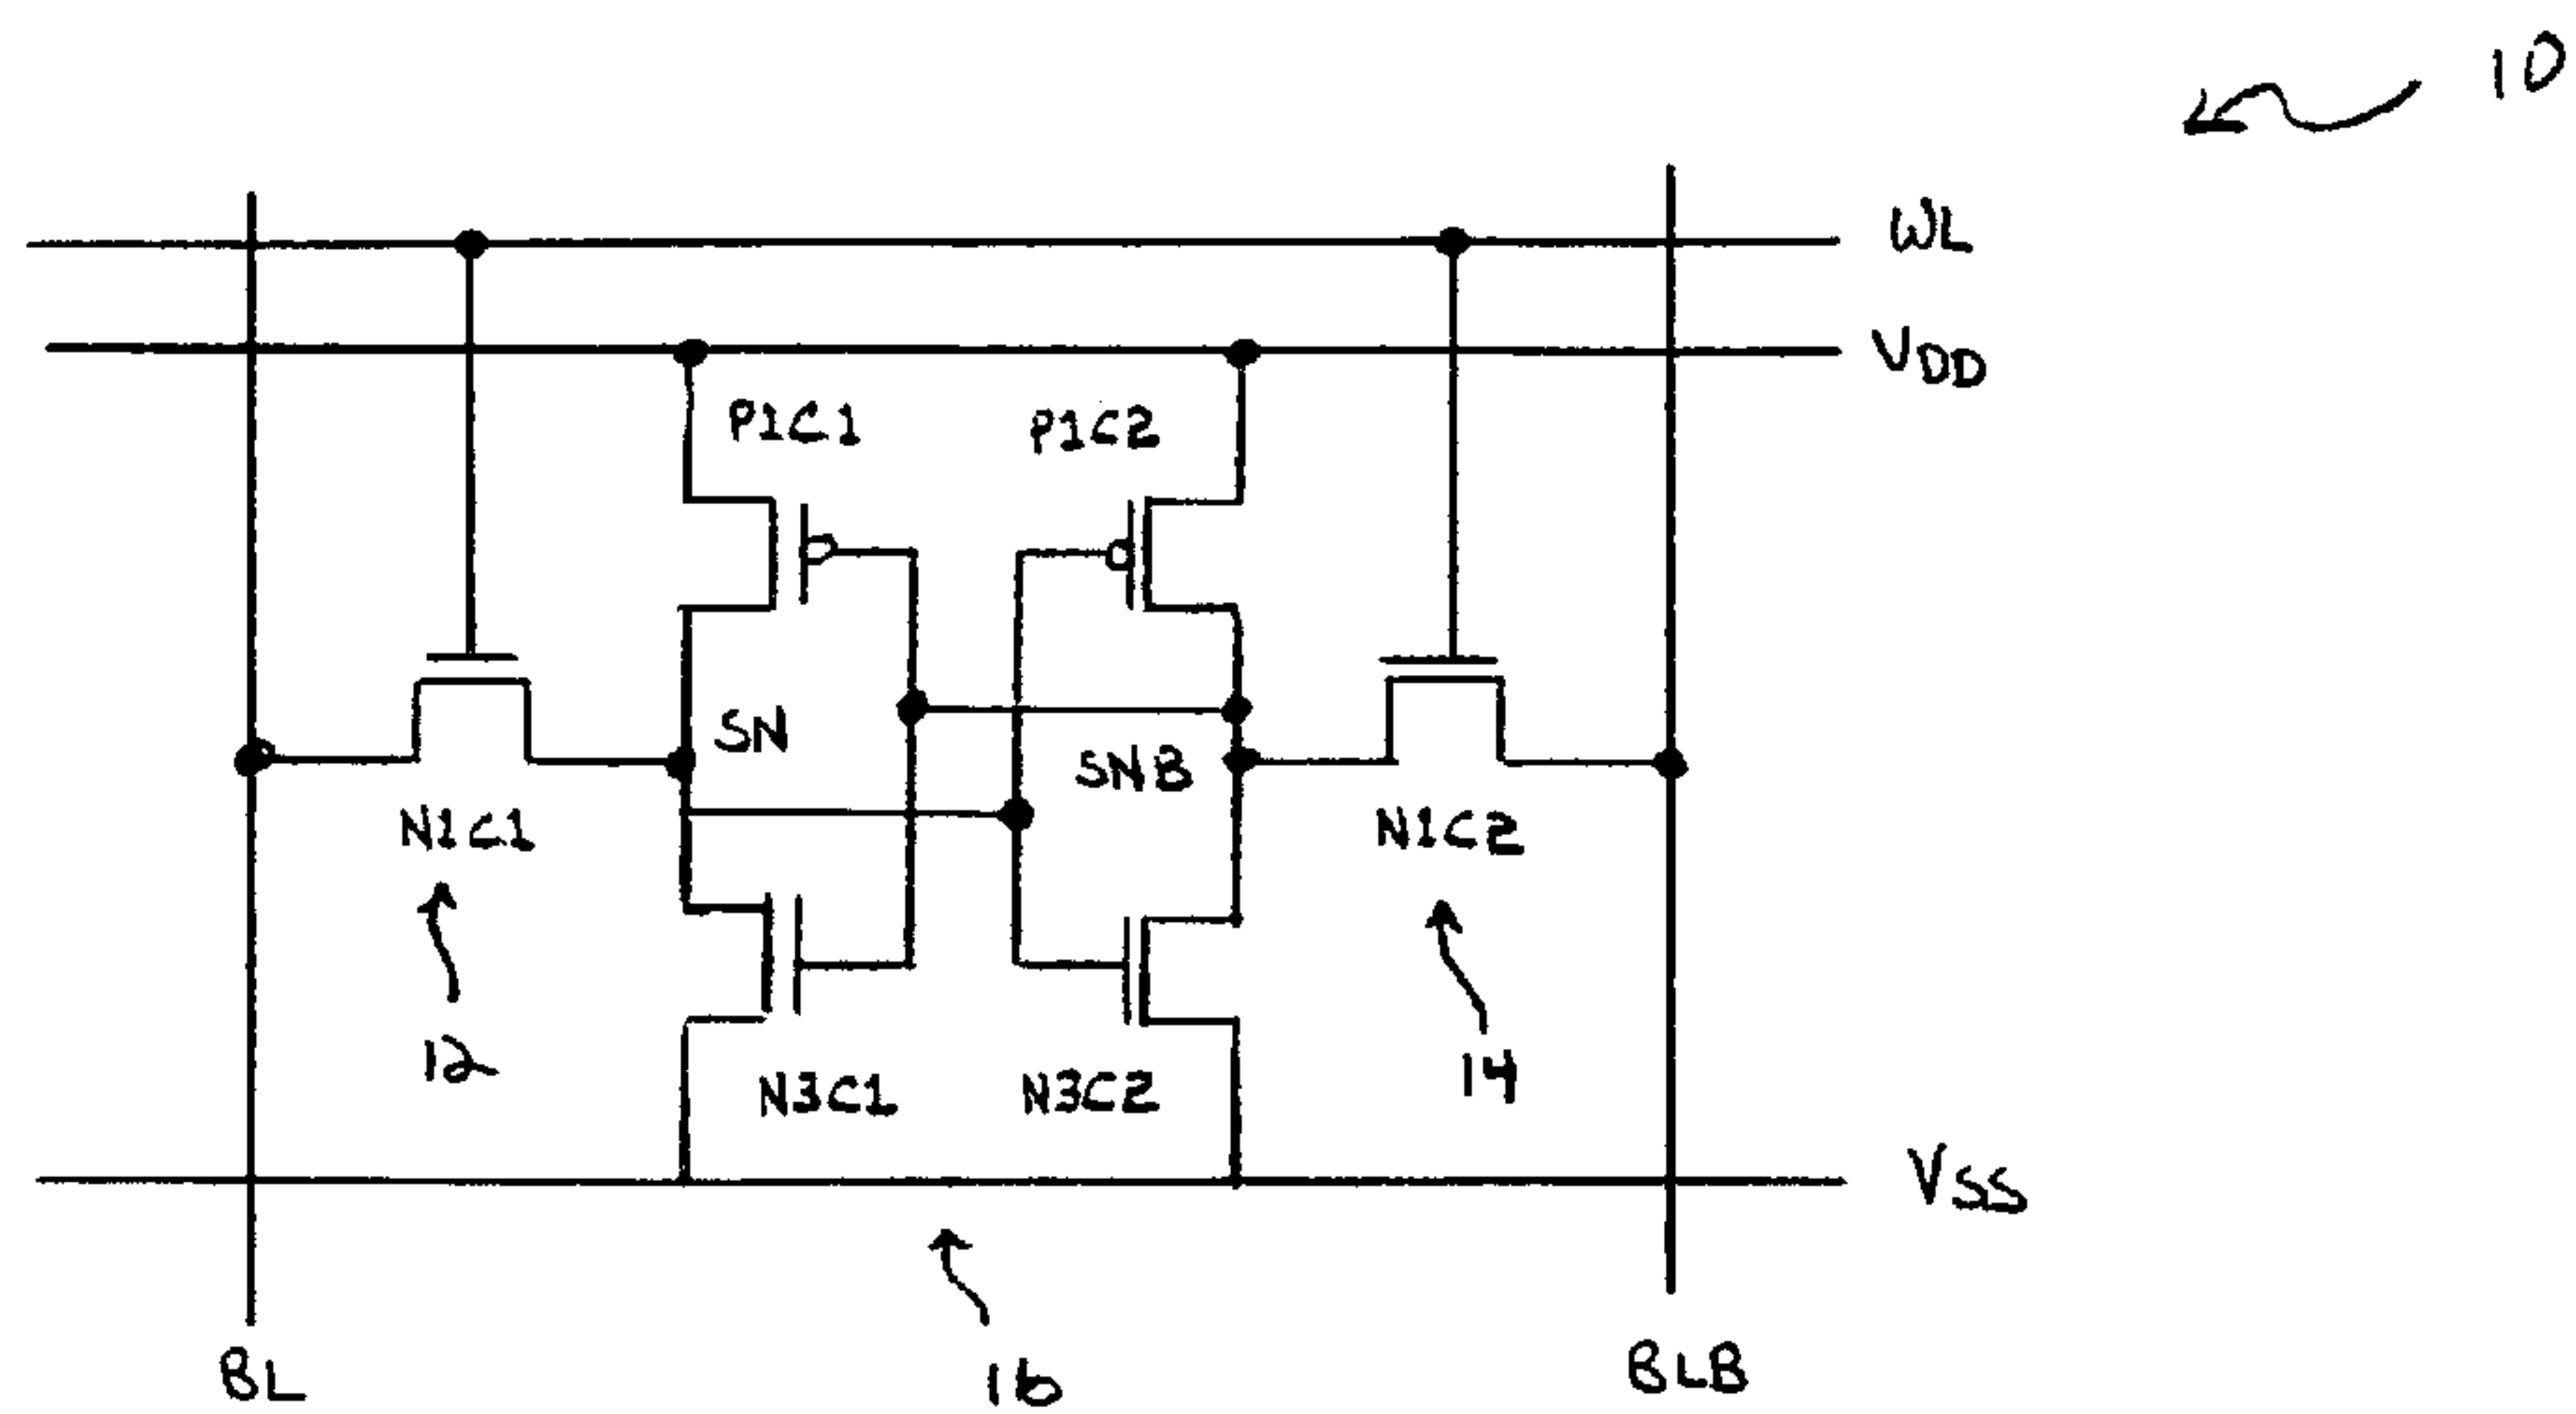 10
WL
VDD
P1C1 P1C2
SN
SNB
N1C1 N1C2
12 14
N3C1 N3C2
VSS
16
BL BLB